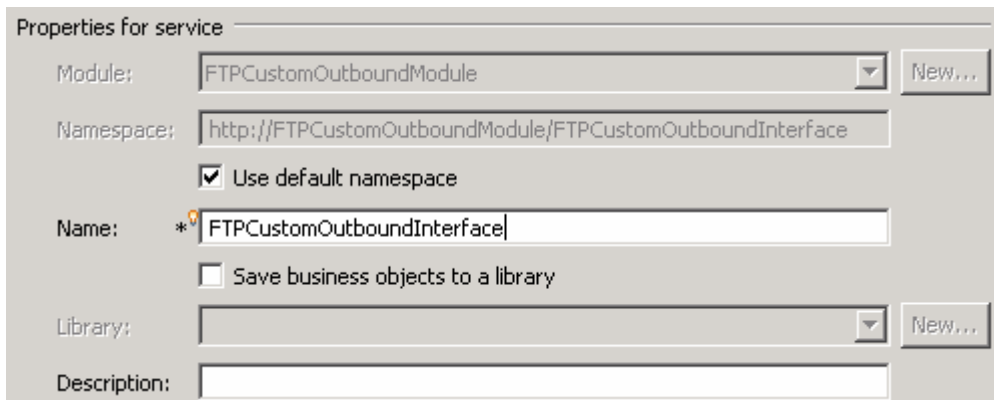 Properties for service
Module: FTPCustomOutboundModule New...
Namespace: http://FTPCustomOutboundModule/FTPCustomOutboundInterface
Use default namespace
Name: * FTPCustomOutboundInterface
Save business objects to a library
Library: New...
Description: